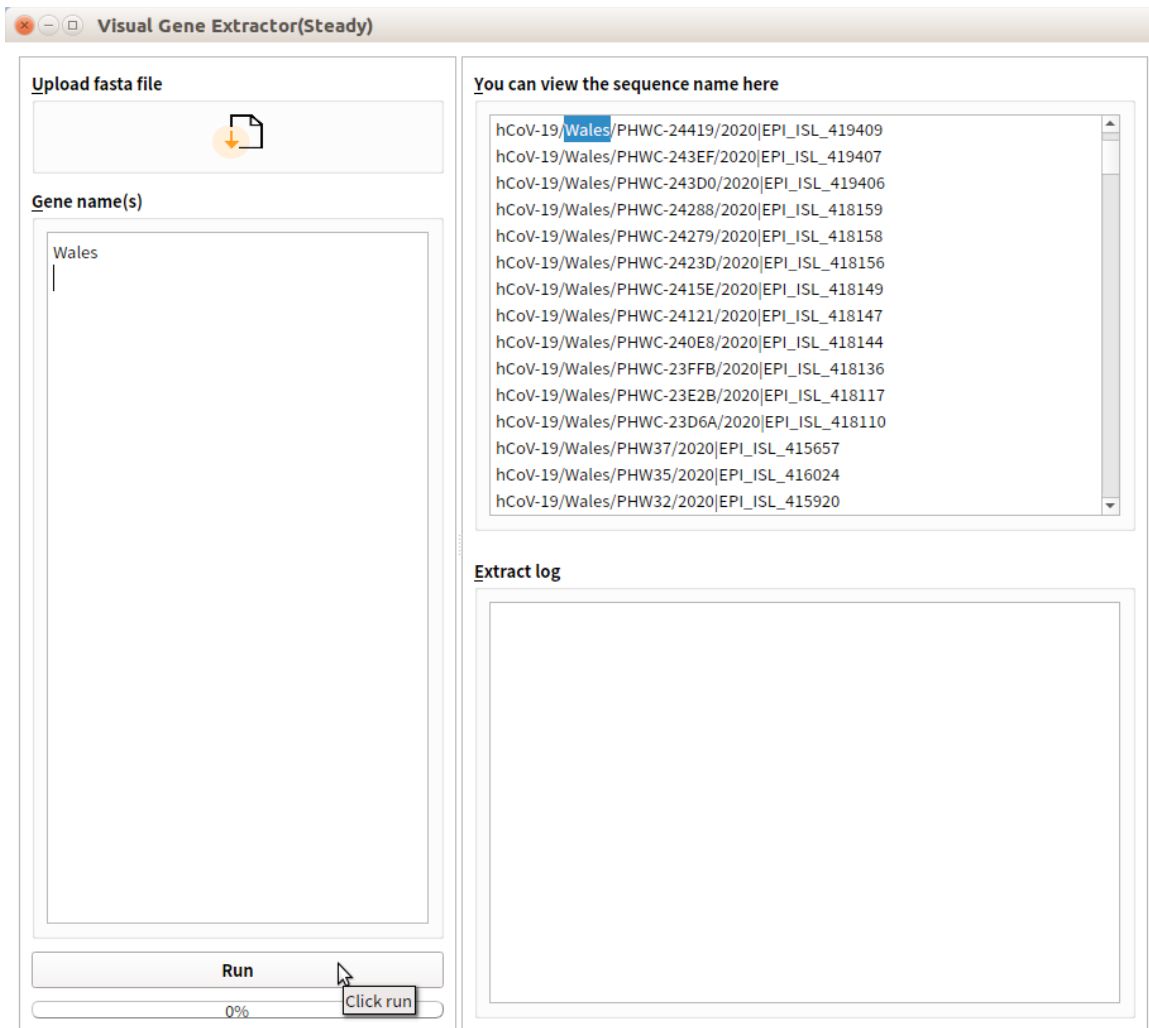 Visual Gene Extractor(Steady)
Upload fasta file
Gene name(s)
Wales
Run
Click run
0%
You can view the sequence name here
hCoV-19/Wales/PHWC-24419/2020|EPI_ISL_419409
hCoV-19/Wales/PHWC-243EF/2020|EPI_ISL_419407
hCoV-19/Wales/PHWC-243D0/2020|EPI_ISL_419406
hCoV-19/Wales/PHWC-24288/2020|EPI_ISL_418159
hCoV-19/Wales/PHWC-24279/2020|EPI_ISL_418158
hCoV-19/Wales/PHWC-2423D/2020|EPI_ISL_418156
hCoV-19/Wales/PHWC-2415E/2020|EPI_ISL_418149
hCoV-19/Wales/PHWC-24121/2020|EPI_ISL_418147
hCoV-19/Wales/PHWC-240E8/2020|EPI_ISL_418144
hCoV-19/Wales/PHWC-23FFB/2020|EPI_ISL_418136
hCoV-19/Wales/PHWC-23E2B/2020|EPI_ISL_418117
hCoV-19/Wales/PHWC-23D6A/2020|EPI_ISL_418110
hCoV-19/Wales/PHW37/2020|EPI_ISL_415657
hCoV-19/Wales/PHW35/2020|EPI_ISL_416024
hCoV-19/Wales/PHW32/2020|EPI_ISL_415920
Extract log